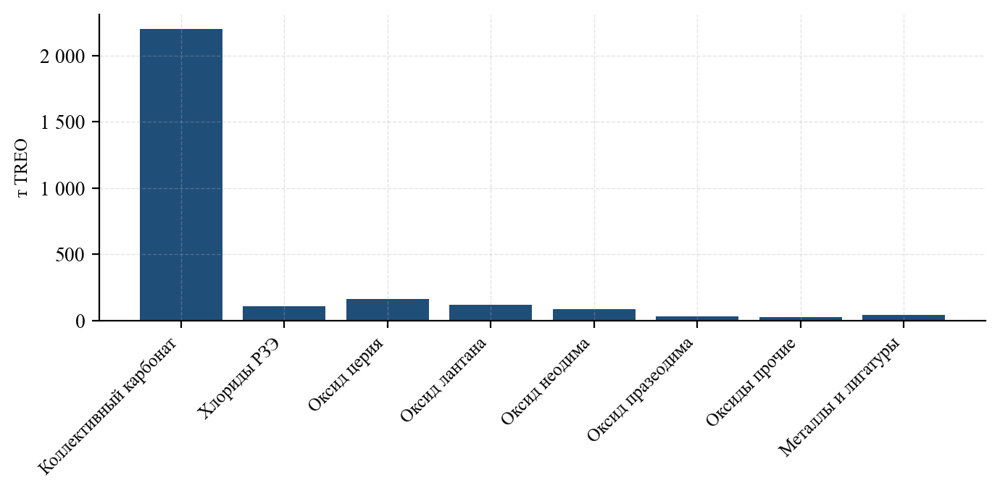 т TREO
2 000
1 500
1 000
500
0
Коллективный карбонат
Хлориды РЗЭ
Оксид церия
Оксид лантана
Оксид неодима
Оксид празеодима
Оксиды прочие
Металлы и лигатуры